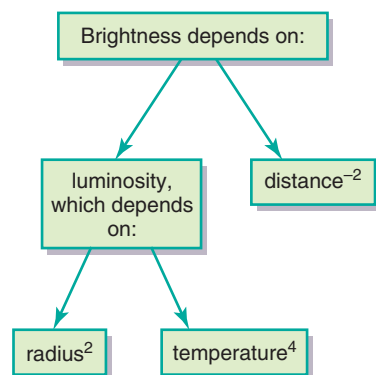 Brightness depends on:
luminosity,
which depends
on:
distance⁻²
radius²
temperature⁴